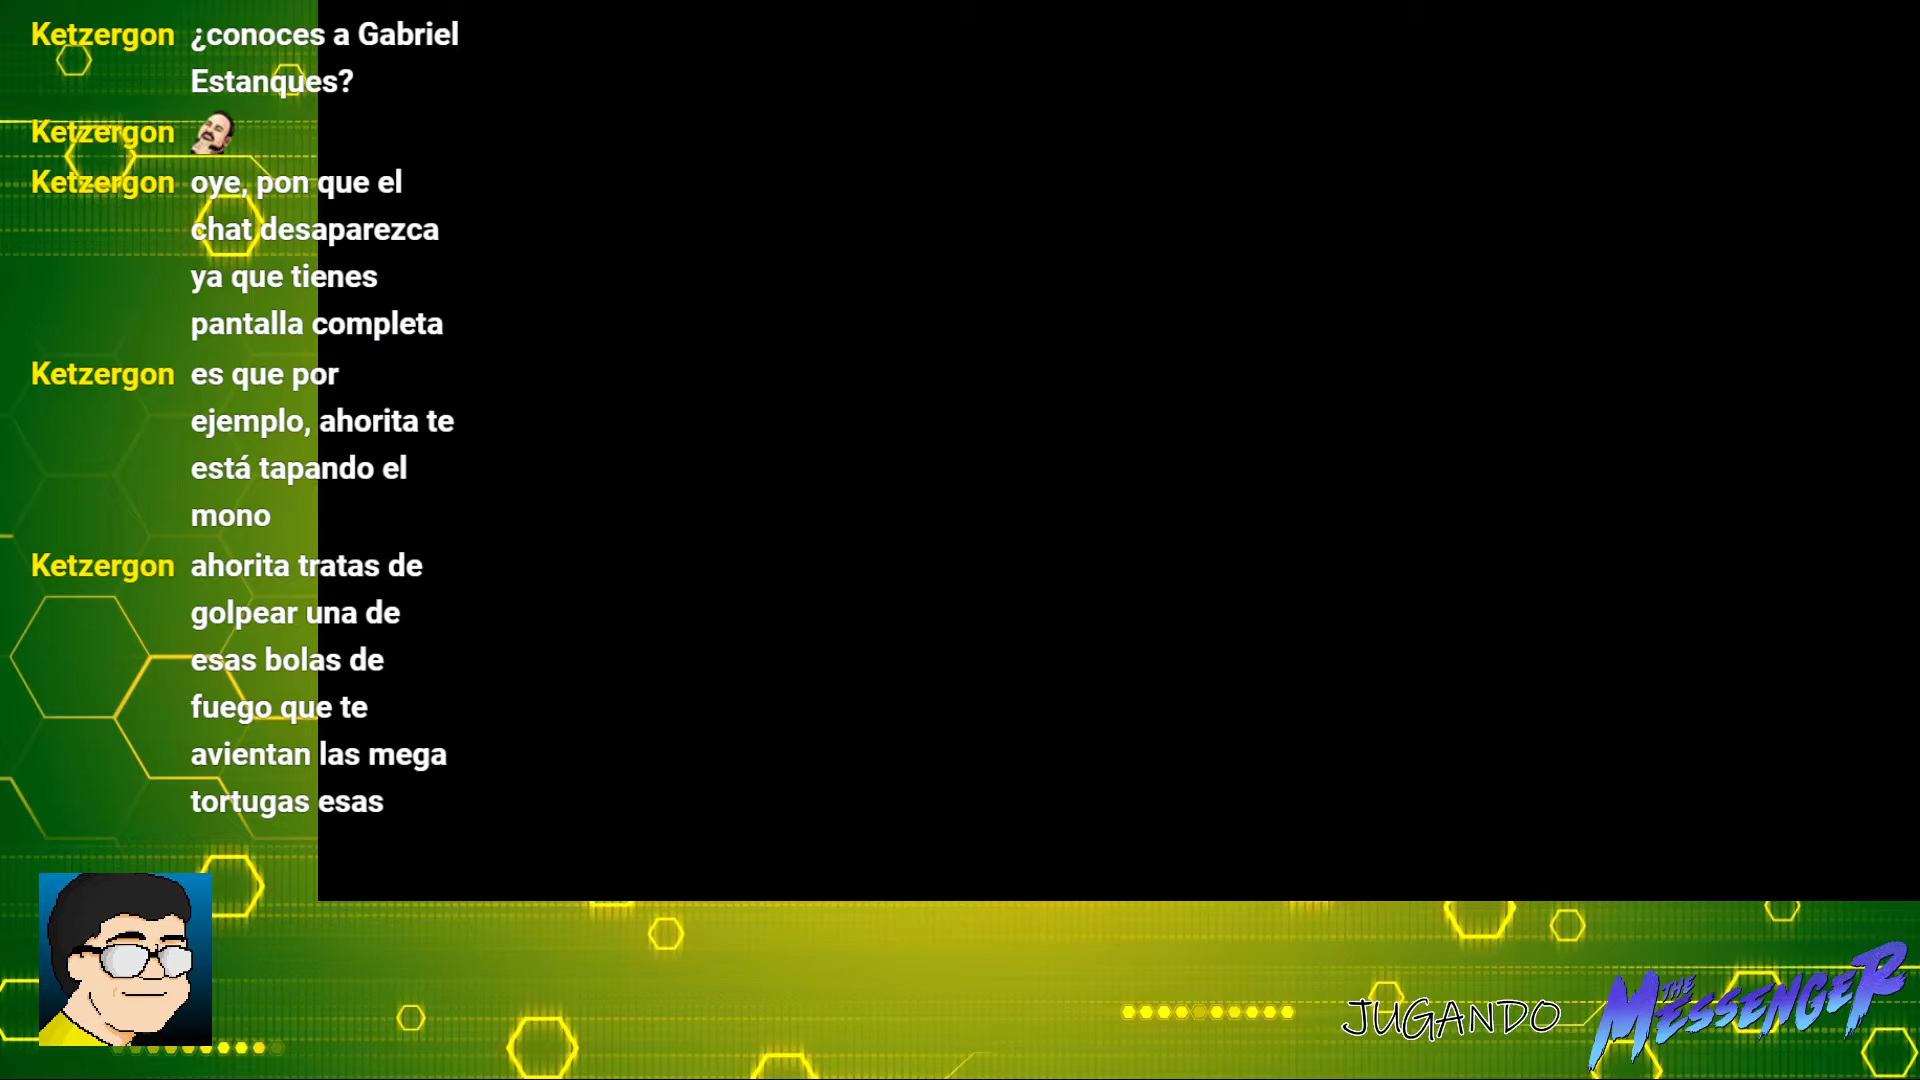 Ketzergon ¿conoces a Gabriel
Estanques?
Ketzergon
Ketzergon oye, pon que el
chat desaparezca
ya que tienes
pantalla completa
Ketzergon es que por
ejemplo, ahorita te
está tapando el
mono
Ketzergon ahorita tratas de
golpear una de
esas bolas de
fuego que te
avientan las mega
tortugas esas
JUGANDO THE MESSENGER